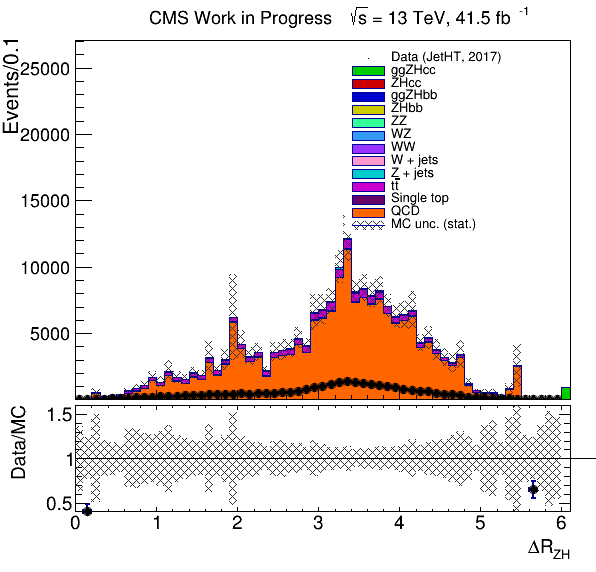 CMS Work in Progress √s = 13 TeV, 41.5 fb⁻¹
Events/0.1
25000
20000
15000
10000
5000
Data (JetHT, 2017)
ggZHcc
ZHcc
ggZHbb
ZHbb
ZZ
WZ
WW
W + jets
Z + jets
tt̄
Single top
QCD
MC unc. (stat.)
Data/MC
1.5
1
0.5
0 1 2 3 4 5 6
ΔR_ZH